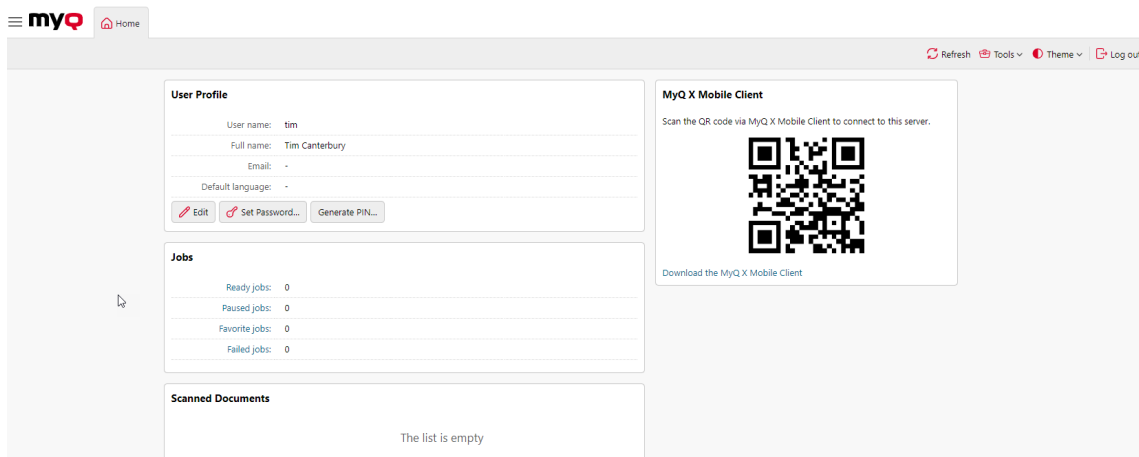 myQ
Home
Refresh Tools Theme Log out
User Profile
User name: tim
Full name: Tim Canterbury
Email: -
Default language: -
Edit Set Password... Generate PIN...
Jobs
Ready jobs: 0
Paused jobs: 0
Favorite jobs: 0
Failed jobs: 0
Scanned Documents
The list is empty
MyQ X Mobile Client
Scan the QR code via MyQ X Mobile Client to connect to this server.
Download the MyQ X Mobile Client